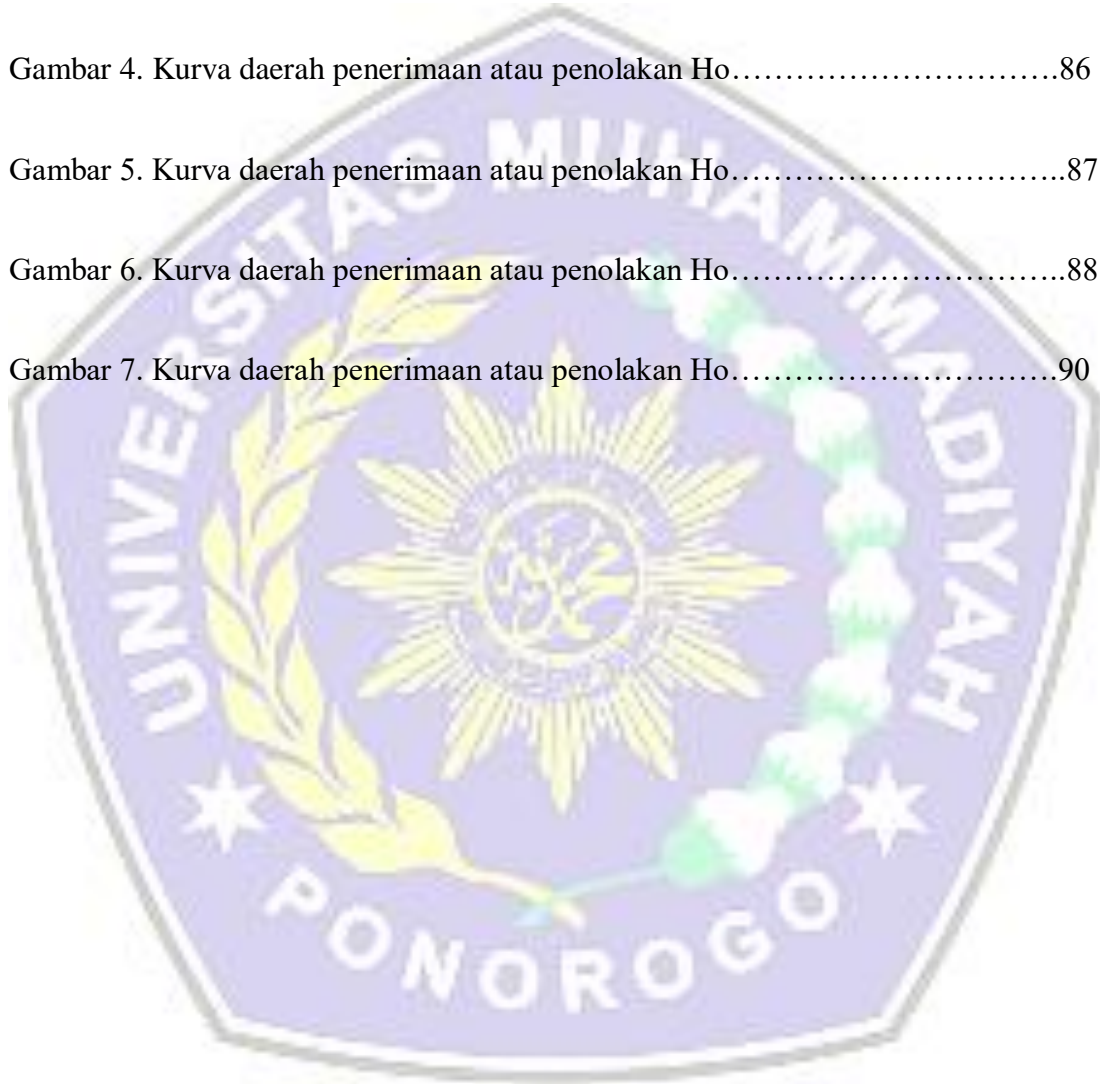 Gambar 4. Kurva daerah penerimaan atau penolakan Ho………………………….86
Gambar 5. Kurva daerah penerimaan atau penolakan Ho…………………………..87
Gambar 6. Kurva daerah penerimaan atau penolakan Ho…………………………..88
Gambar 7. Kurva daerah penerimaan atau penolakan Ho………………………….90
UNIVERSITAS MUHAMMADIYAH
PONOROGO